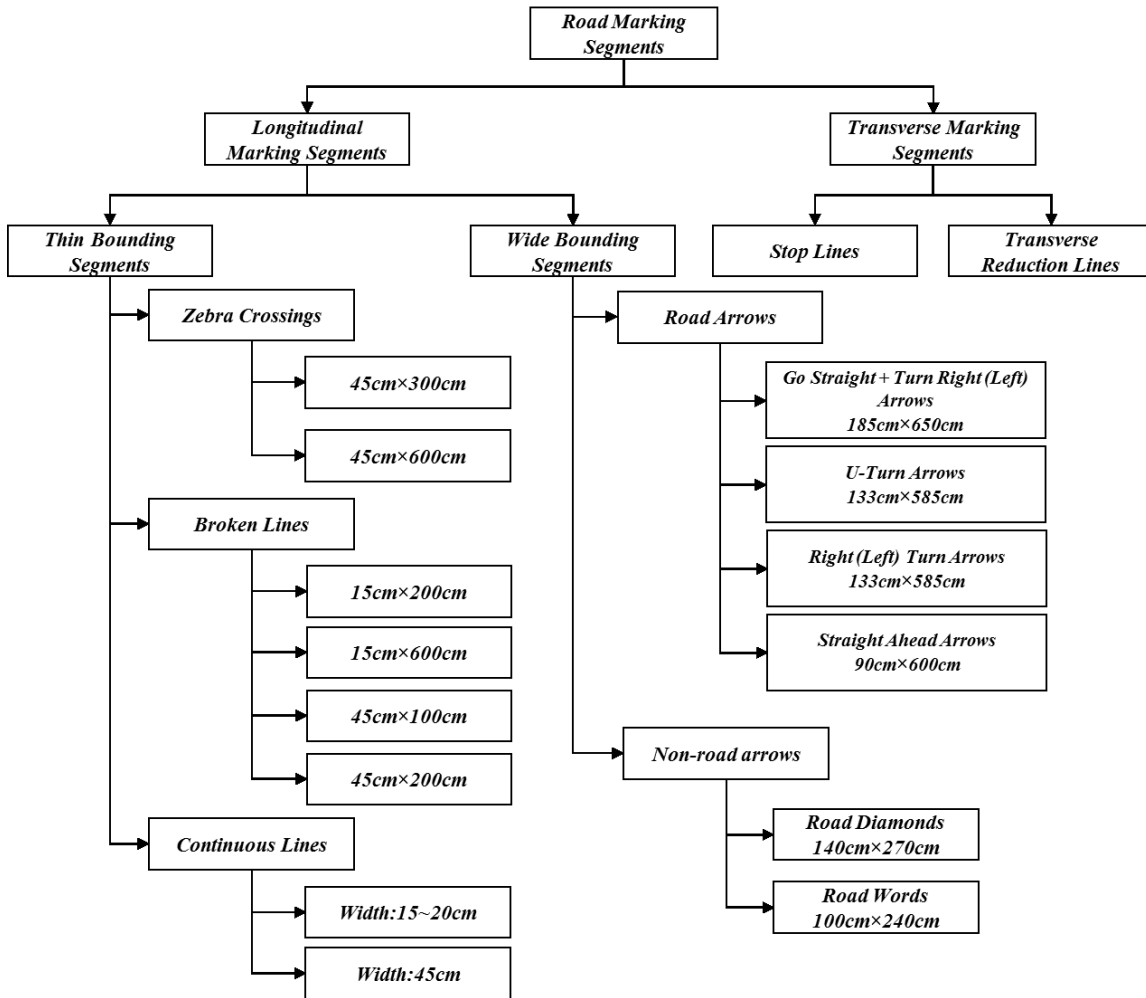 Road Marking
Segments
Longitudinal
Marking Segments
Transverse Marking
Segments
Thin Bounding
Segments
Wide Bounding
Segments
Stop Lines
Transverse
Reduction Lines
Zebra Crossings
45cm×300cm
45cm×600cm
Broken Lines
15cm×200cm
15cm×600cm
45cm×100cm
45cm×200cm
Continuous Lines
Width:15~20cm
Width:45cm
Road Arrows
Go Straight + Turn Right (Left)
Arrows
185cm×650cm
U-Turn Arrows
133cm×585cm
Right (Left) Turn Arrows
133cm×585cm
Straight Ahead Arrows
90cm×600cm
Non-road arrows
Road Diamonds
140cm×270cm
Road Words
100cm×240cm